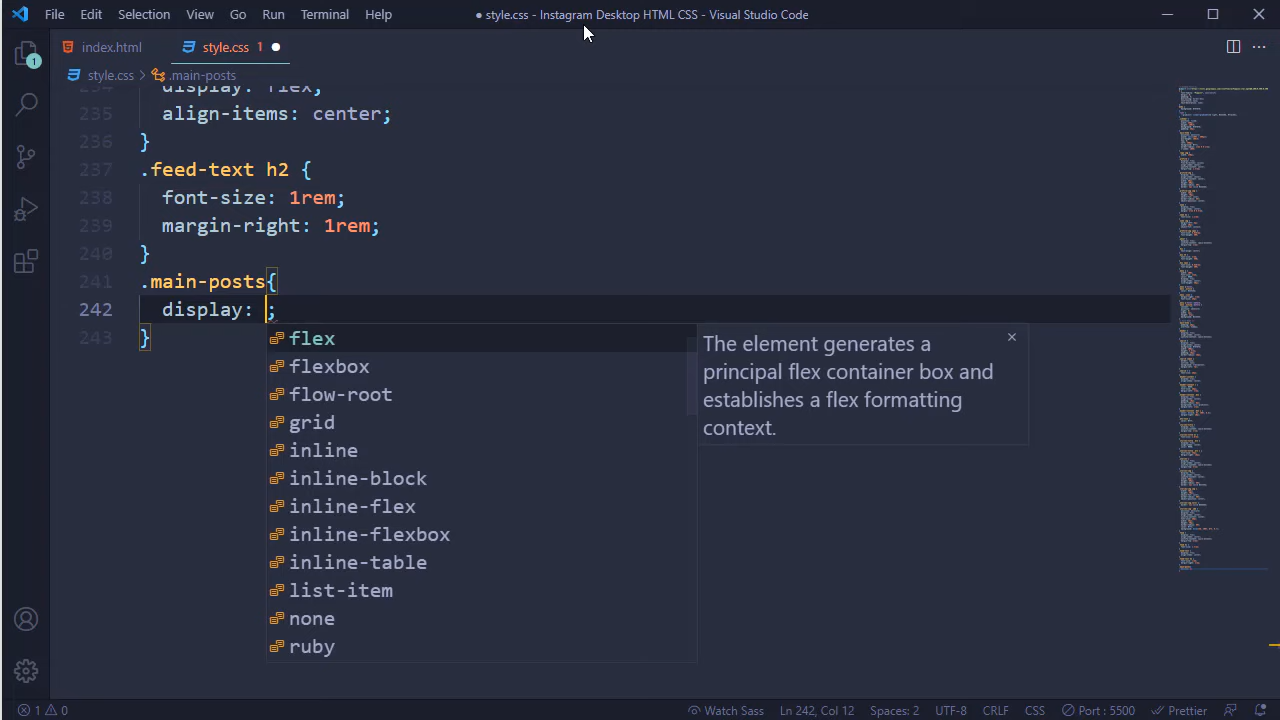 File Edit Selection View Go Run Terminal Help
● style.css - Instagram Desktop HTML CSS - Visual Studio Code
index.html
style.css 1 ●
style.css > .main-posts
234 display: flex;
235 align-items: center;
236 }
237 .feed-text h2 {
238 font-size: 1rem;
239 margin-right: 1rem;
240 }
241 .main-posts{
242 display: ;
243 }
flex
flexbox
flow-root
grid
inline
inline-block
inline-flex
inline-flexbox
inline-table
list-item
none
ruby
The element generates a
principal flex container box and
establishes a flex formatting
context.
1
1 0
Watch Sass
Ln 242, Col 12
Spaces: 2
UTF-8
CRLF
CSS
Port : 5500
Prettier